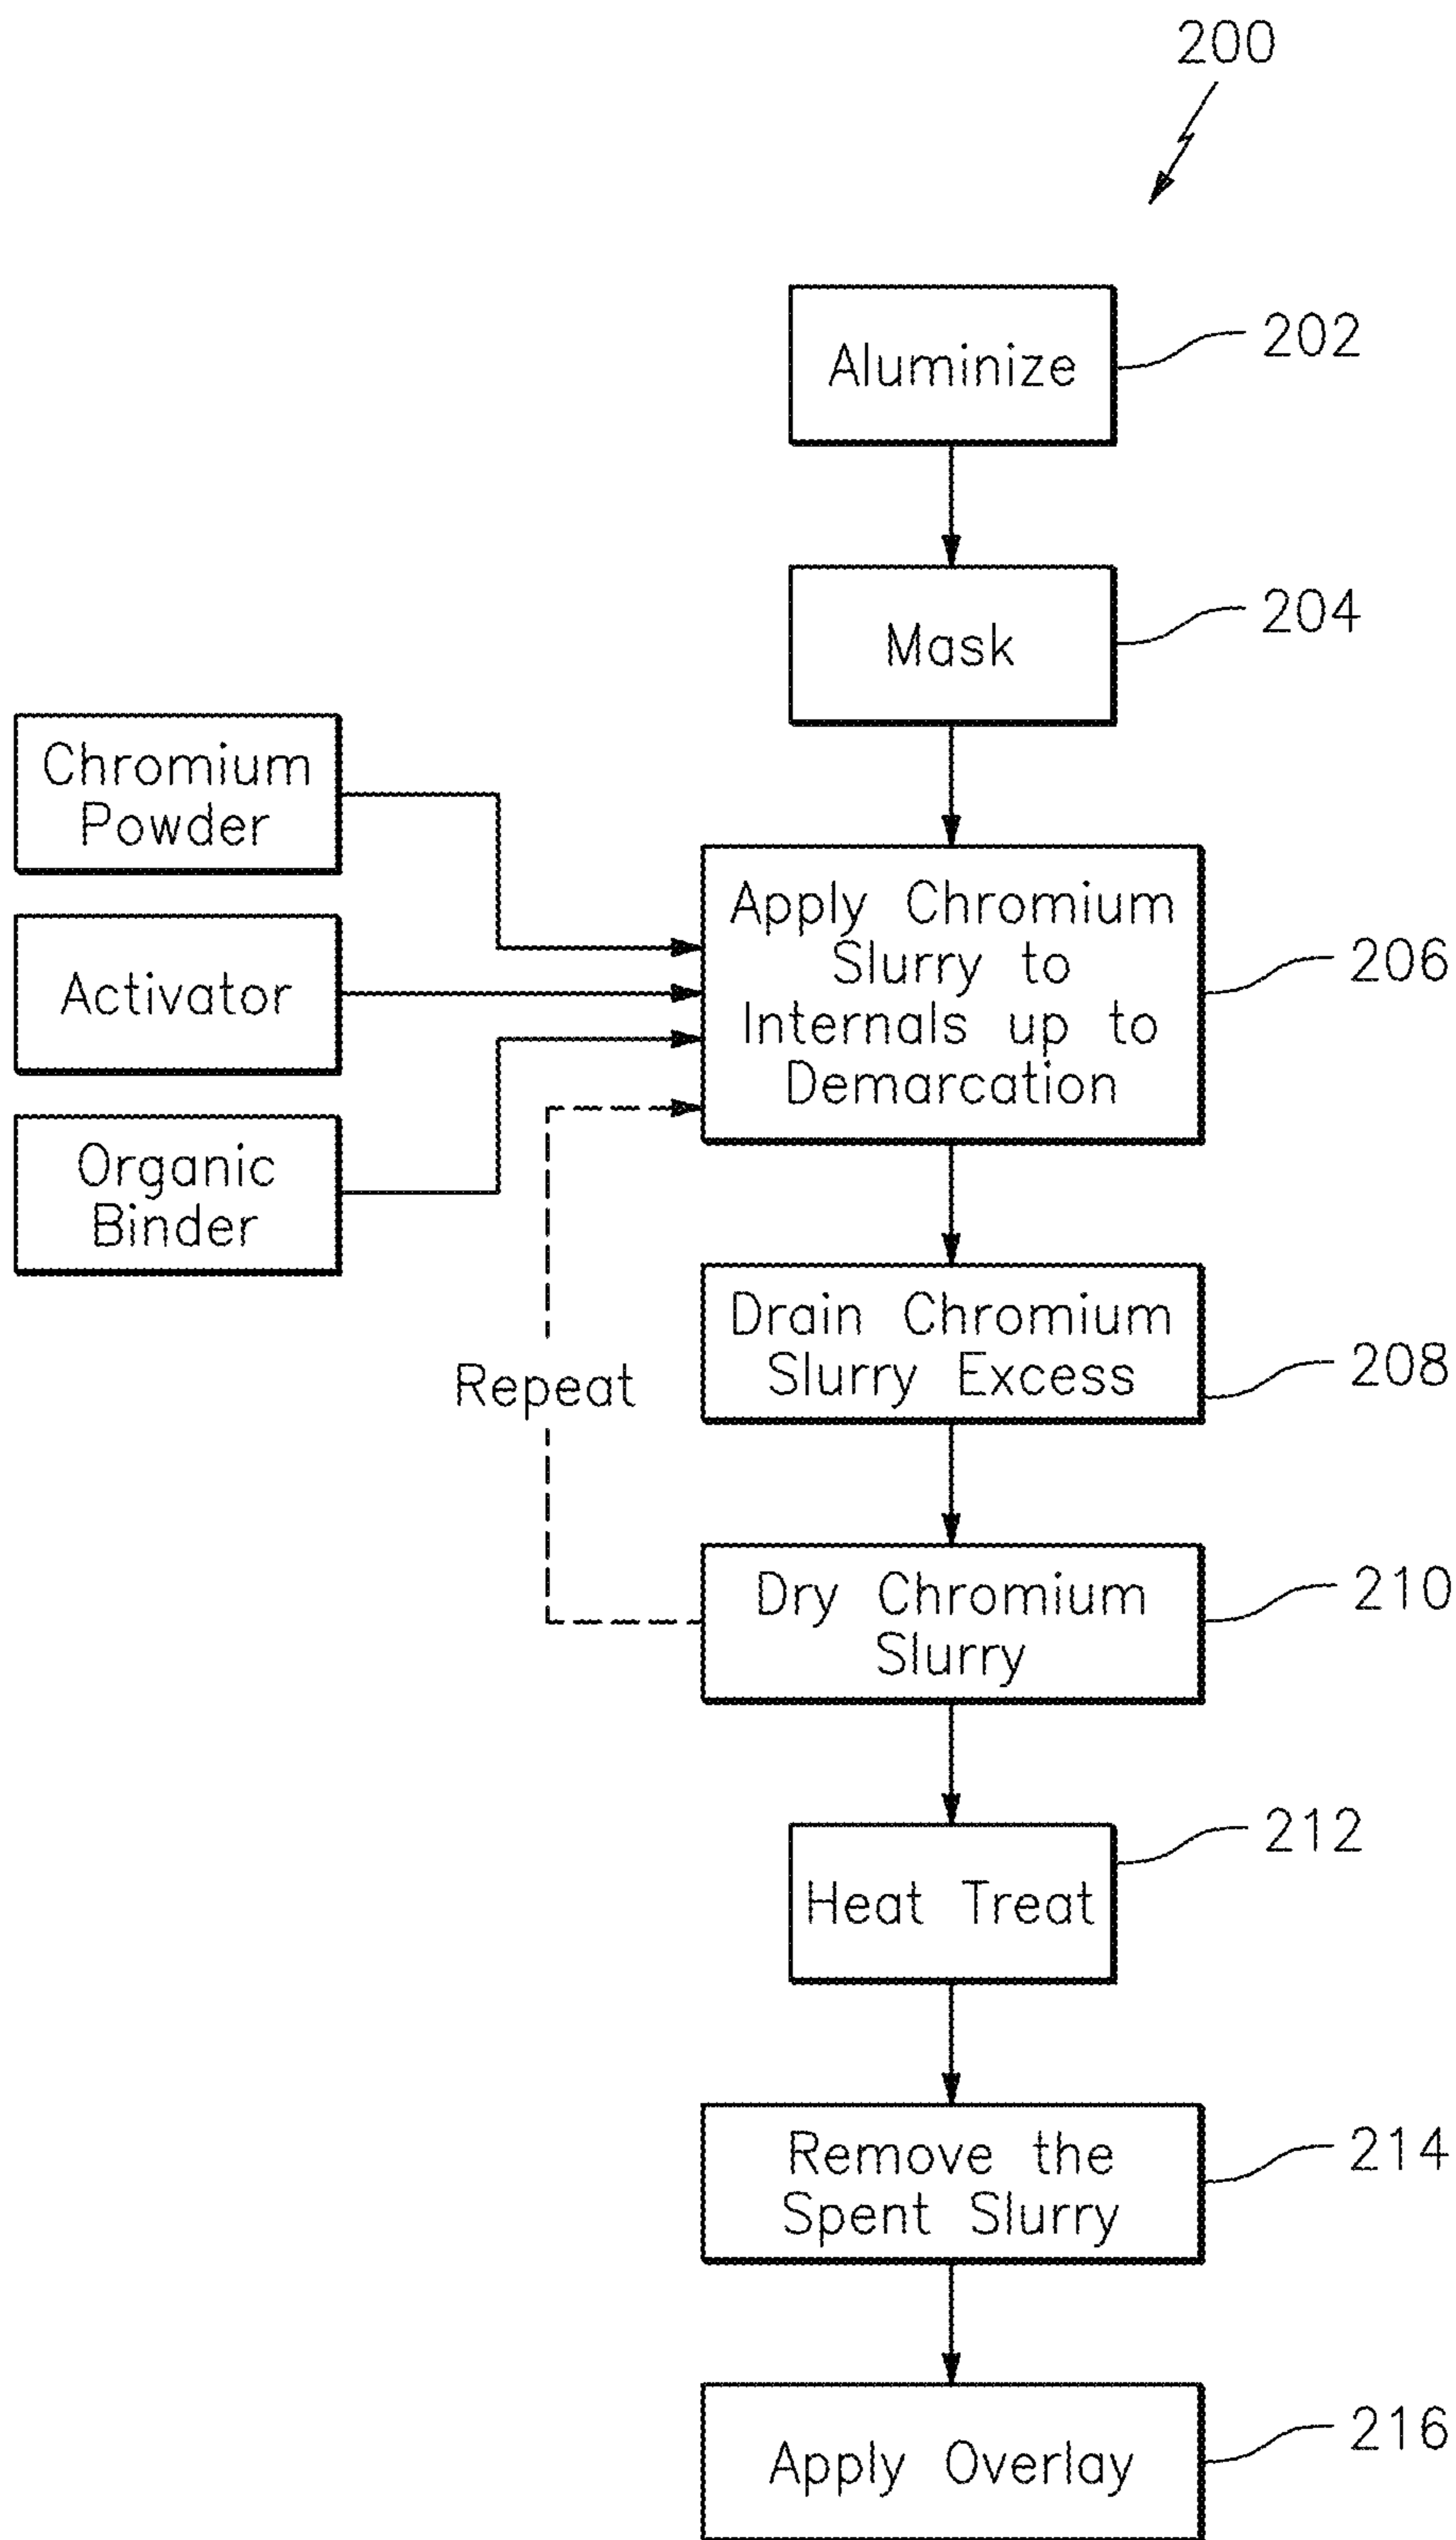 200
Aluminize
202
Mask
204
Chromium
Powder
Activator
Organic
Binder
Apply Chromium
Slurry to
Internals up to
Demarcation
206
Drain Chromium
Slurry Excess
208
Repeat
Dry Chromium
Slurry
210
Heat Treat
212
Remove the
Spent Slurry
214
Apply Overlay
216